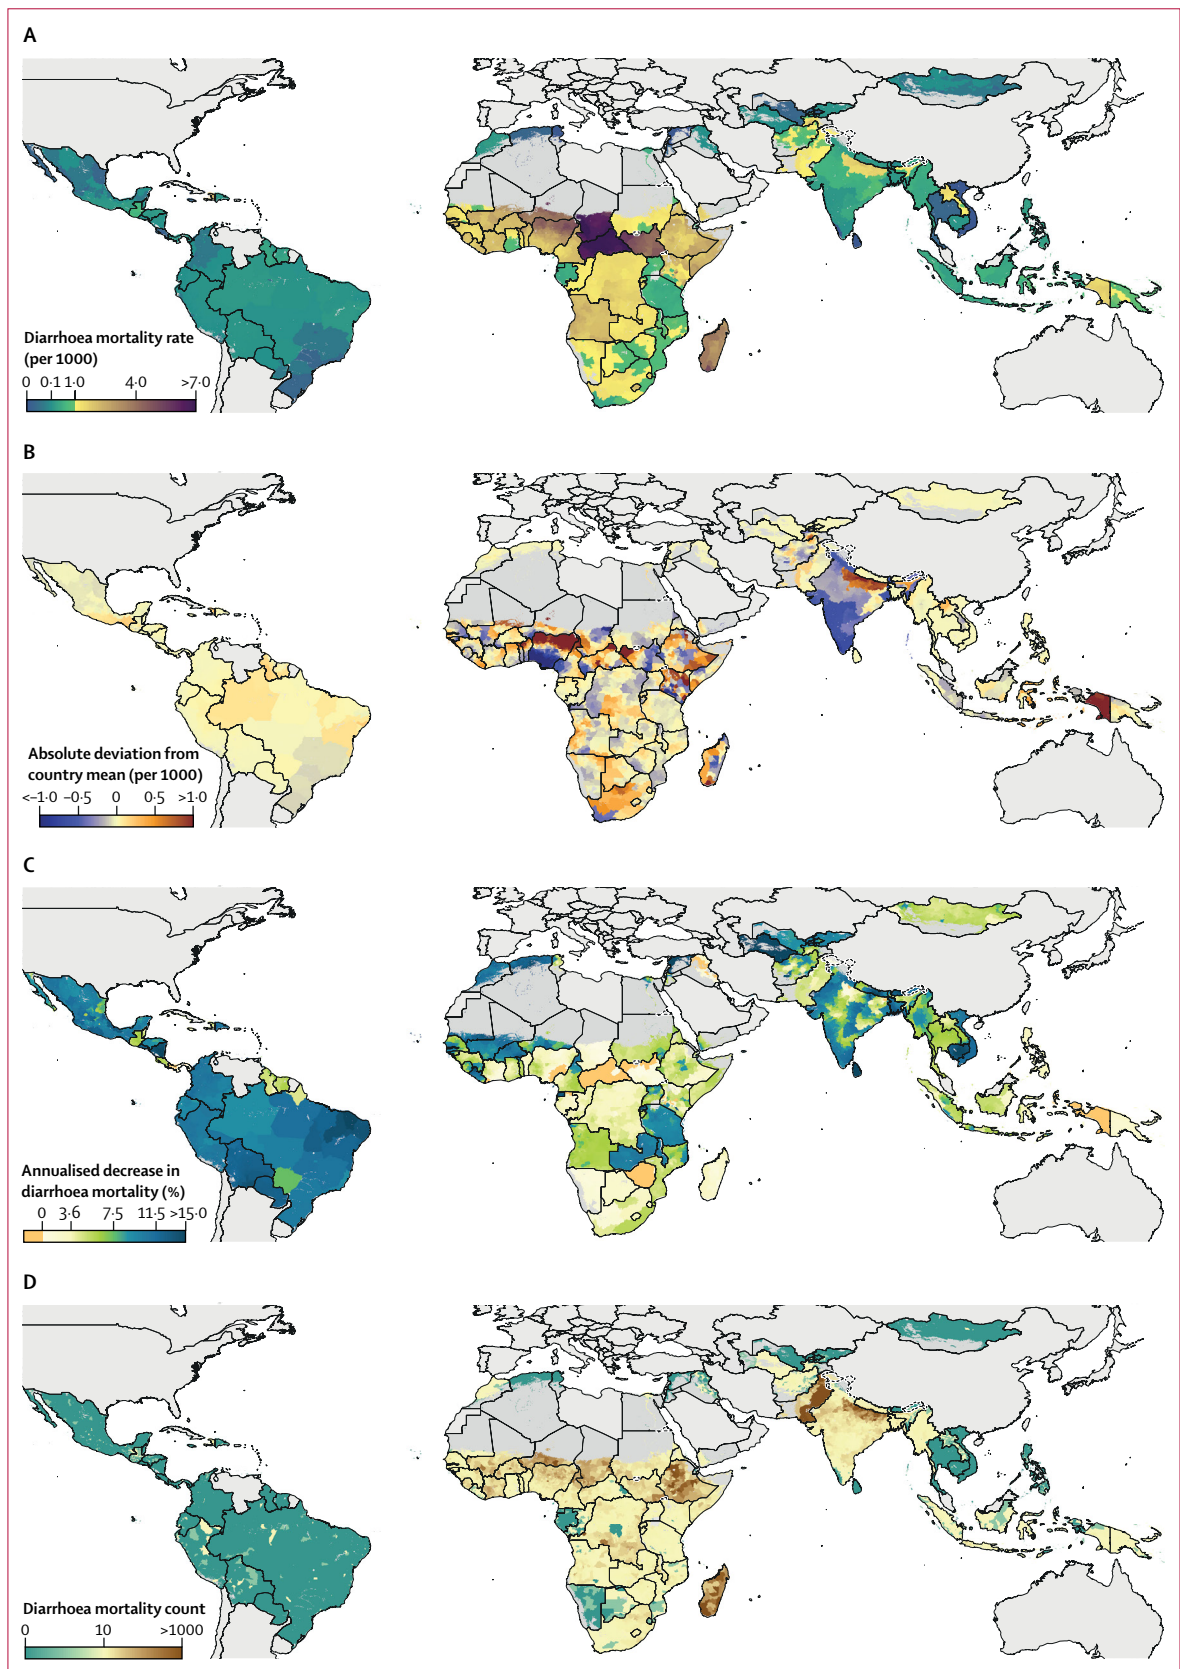 A
Diarrhoea mortality rate
(per 1000)
0 0·1 1·0 4·0 >7·0
B
Absolute deviation from
country mean (per 1000)
<–1·0 –0·5 0 0·5 >1·0
C
Annualised decrease in
diarrhoea mortality (%)
0 3·6 7·5 11·5 >15·0
D
Diarrhoea mortality count
0 10 >1000